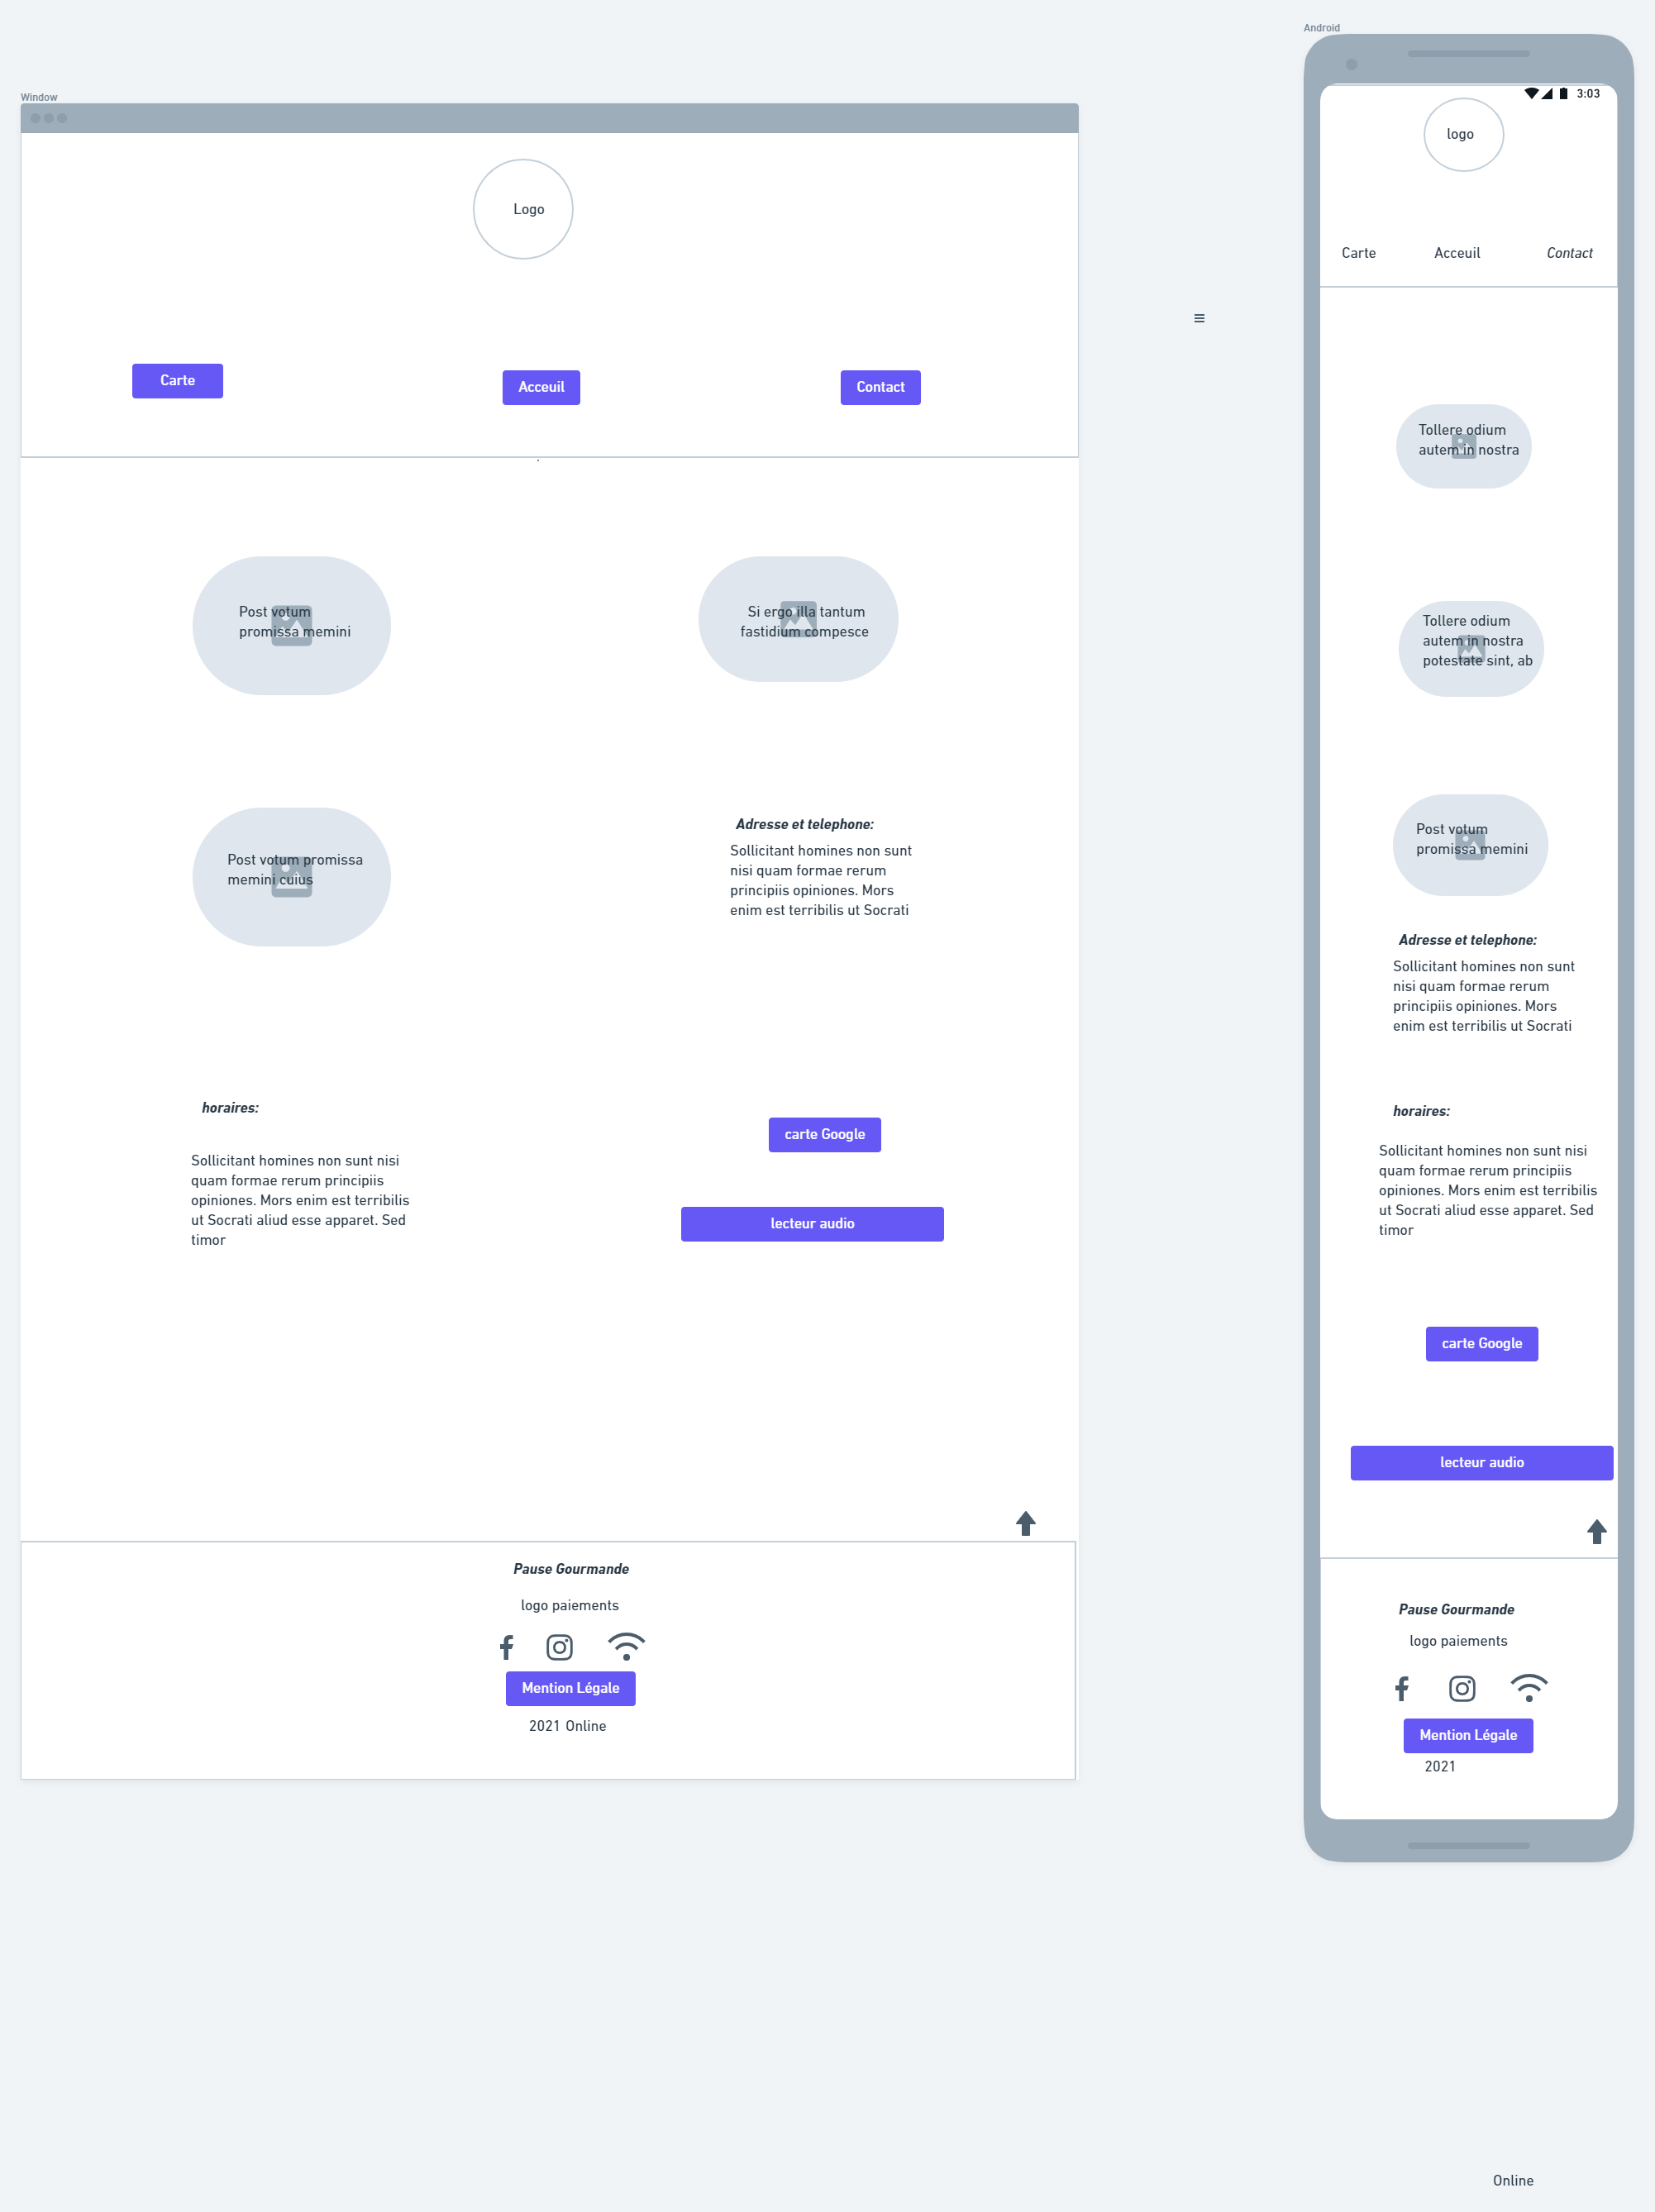 Window
Logo
Carte
Acceuil
Contact
Post votum
promissa memini
Si ergo illa tantum
fastidium compesce
Post votum promissa
memini cuius
Adresse et telephone:
Sollicitant homines non sunt
nisi quam formae rerum
principiis opiniones. Mors
enim est terribilis ut Socrati
horaires:
Sollicitant homines non sunt nisi
quam formae rerum principiis
opiniones. Mors enim est terribilis
ut Socrati aliud esse apparet. Sed
timor
carte Google
lecteur audio
Pause Gourmande
logo paiements
Mention Légale
2021 Online
Android
3:03
logo
Carte
Acceuil
Contact
Tollere odium
autem in nostra
Tollere odium
autem in nostra
potestate sint, ab
Post votum
promissa memini
Adresse et telephone:
Sollicitant homines non sunt
nisi quam formae rerum
principiis opiniones. Mors
enim est terribilis ut Socrati
horaires:
Sollicitant homines non sunt nisi
quam formae rerum principiis
opiniones. Mors enim est terribilis
ut Socrati aliud esse apparet. Sed
timor
carte Google
lecteur audio
Pause Gourmande
logo paiements
Mention Légale
2021
Online